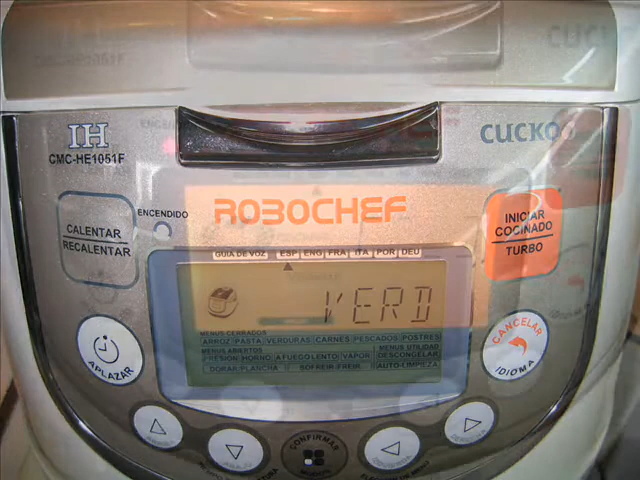 IH
CUCKOO
CMC-HE1051F
CALENTAR
RECALENTAR
ENCENDIDO
ROBOCHEF
INICIAR
COCINADO
TURBO
GUIA DE VOZ ESP ENG FRA ITA POR DEU
VERD
MENUS CERRADOS
ARROZ PASTA VERDURAS CARNES PESCADOS POSTRES
MENUS ABIERTOS MENUS UTILIDAD
PRESION HORNO A FUEGO LENTO VAPOR DESCONGELAR
DORAR/PLANCHA SOFREIR/FREIR AUTO-LIMPIEZA
APLAZAR
CANCELAR
IDIOMA
CONFIRMAR